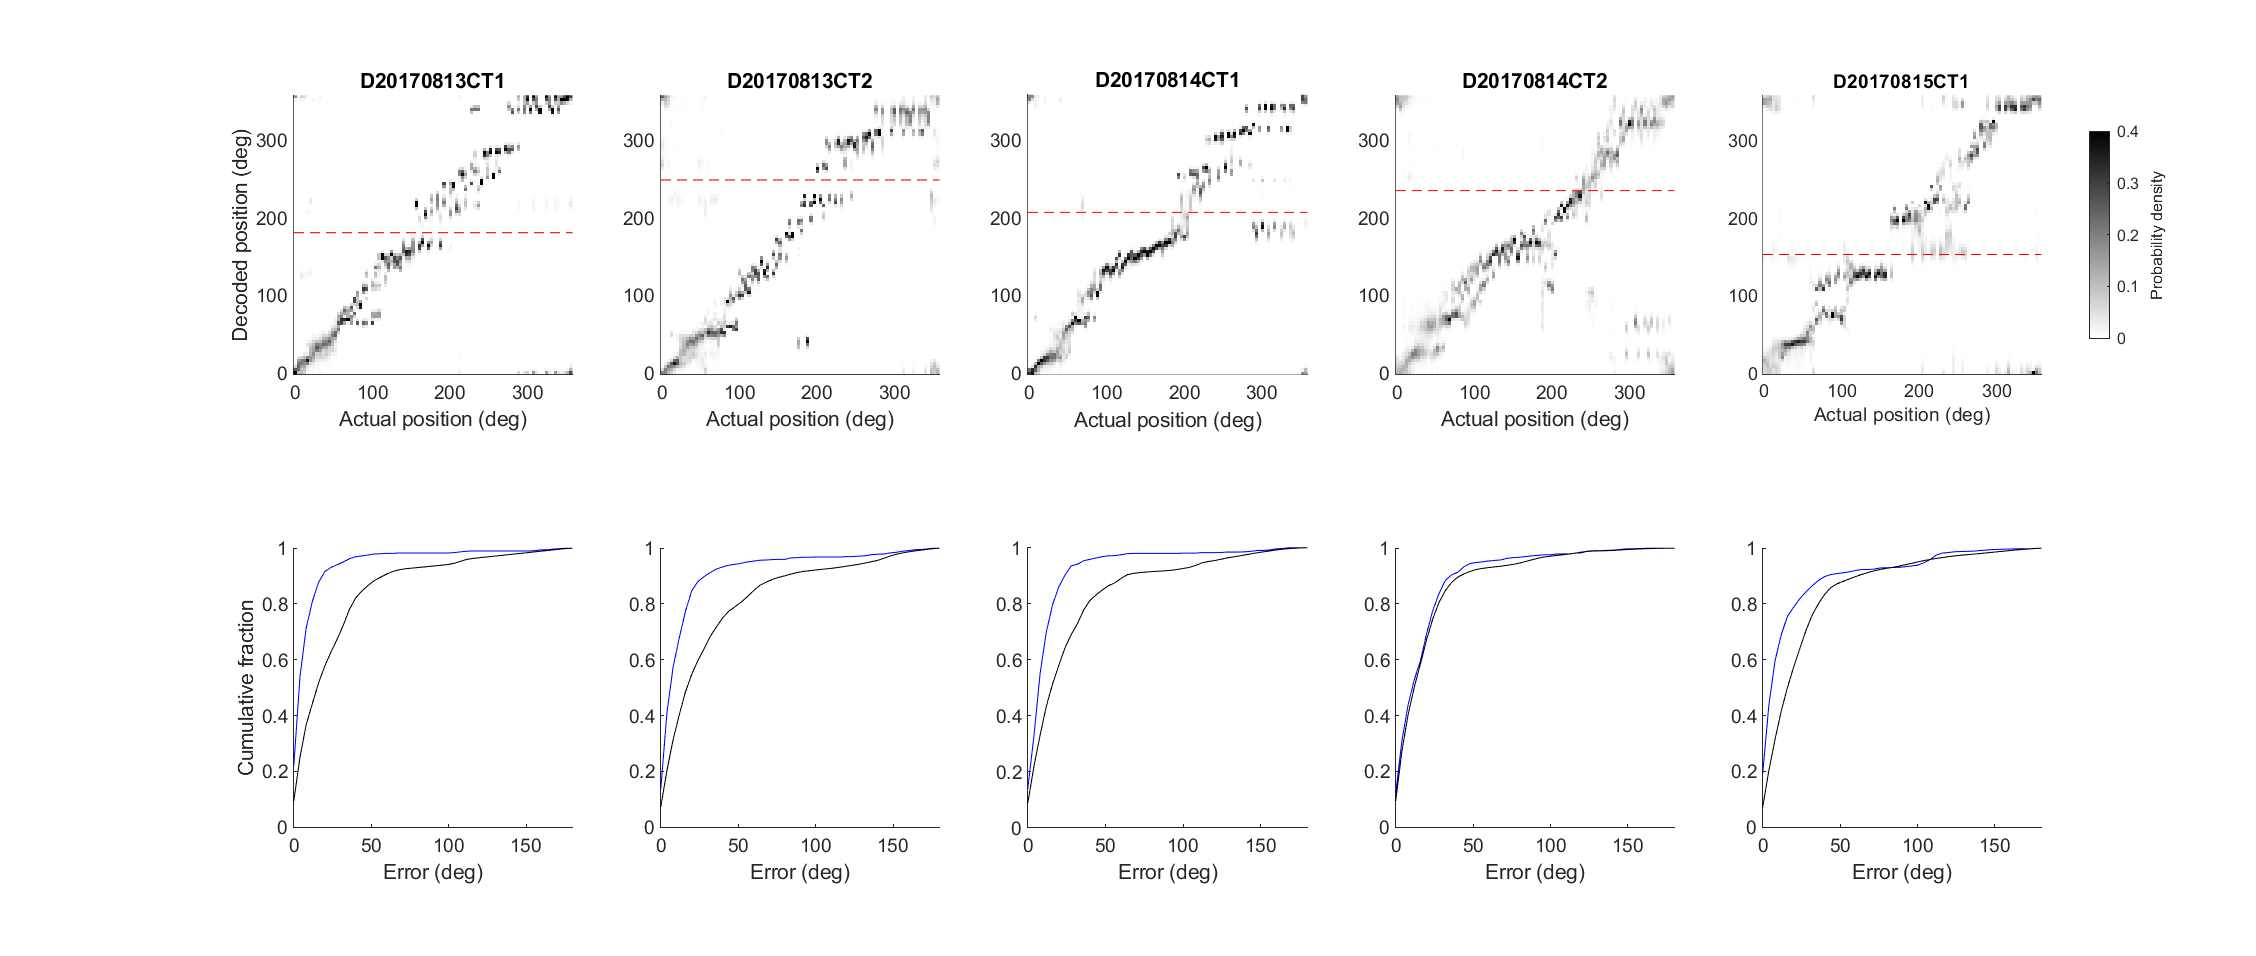 D20170813CT1 D20170813CT2 D20170814CT1 D20170814CT2 D20170815CT1
Decoded position (deg)
300 200 100 0
0 100 200 300
Actual position (deg)
300 200 100 0
0 100 200 300
Actual position (deg)
300 200 100 0
0 100 200 300
Actual position (deg)
300 200 100 0
0 100 200 300
Actual position (deg)
300 200 100 0
0 100 200 300
Actual position (deg)
0.4 0.3 0.2 0.1 0
Probability density
Cumulative fraction
1 0.8 0.6 0.4 0.2 0
0 50 100 150
Error (deg)
1 0.8 0.6 0.4 0.2 0
0 50 100 150
Error (deg)
1 0.8 0.6 0.4 0.2 0
0 50 100 150
Error (deg)
1 0.8 0.6 0.4 0.2 0
0 50 100 150
Error (deg)
1 0.8 0.6 0.4 0.2 0
0 50 100 150
Error (deg)